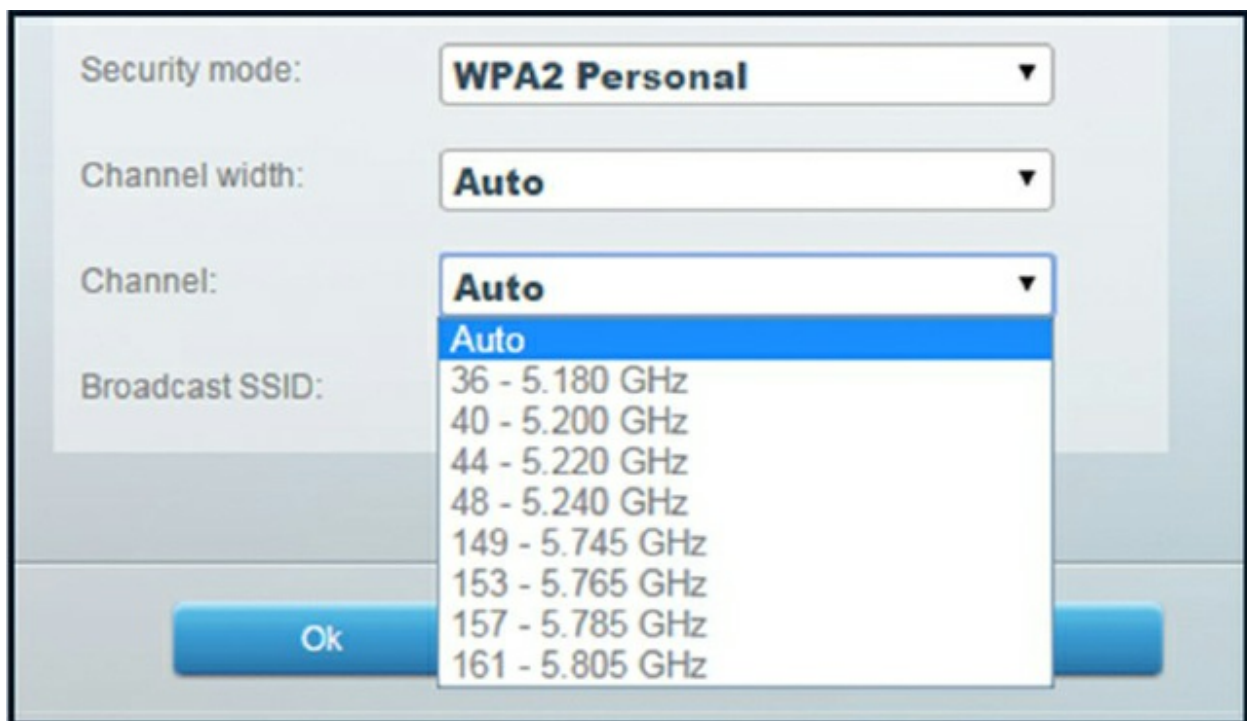 Security mode: WPA2 Personal
Channel width: Auto
Channel: Auto
Auto
Broadcast SSID:
36 - 5.180 GHz
40 - 5.200 GHz
44 - 5.220 GHz
48 - 5.240 GHz
149 - 5.745 GHz
153 - 5.765 GHz
157 - 5.785 GHz
161 - 5.805 GHz
Ok